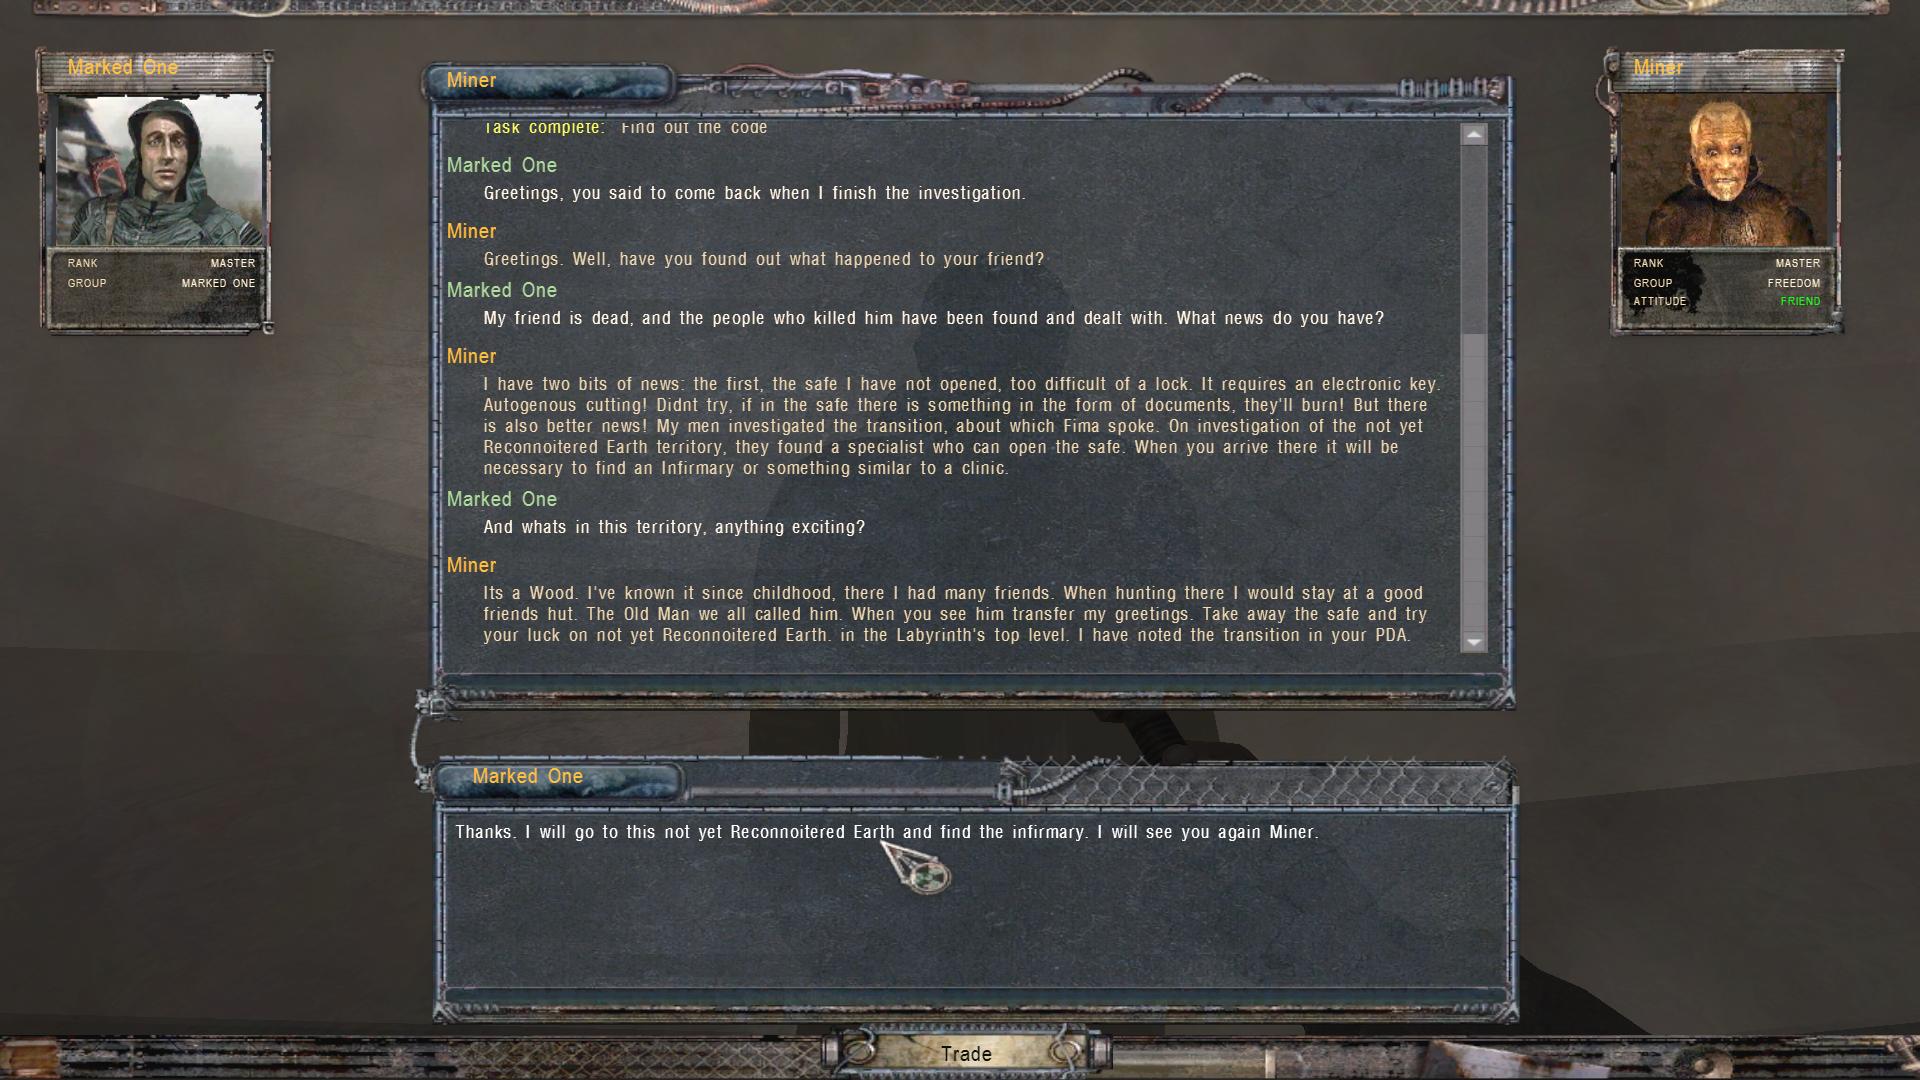 Marked One
RANK MASTER
GROUP MARKED ONE
Miner
Task complete: Find out the code
Marked One
Greetings, you said to come back when I finish the investigation.
Miner
Greetings. Well, have you found out what happened to your friend?
Marked One
My friend is dead, and the people who killed him have been found and dealt with. What news do you have?
Miner
I have two bits of news: the first, the safe I have not opened, too difficult of a lock. It requires an electronic key.
Autogenous cutting! Didnt try, if in the safe there is something in the form of documents, they'll burn! But there
is also better news! My men investigated the transition, about which Fima spoke. On investigation of the not yet
Reconnoitered Earth territory, they found a specialist who can open the safe. When you arrive there it will be
necessary to find an Infirmary or something similar to a clinic.
Marked One
And whats in this territory, anything exciting?
Miner
Its a Wood. I've known it since childhood, there I had many friends. When hunting there I would stay at a good
friends hut. The Old Man we all called him. When you see him transfer my greetings. Take away the safe and try
your luck on not yet Reconnoitered Earth. in the Labyrinth's top level. I have noted the transition in your PDA.
Miner
RANK MASTER
GROUP FREEDOM
ATTITUDE FRIEND
Marked One
Thanks. I will go to this not yet Reconnoitered Earth and find the infirmary. I will see you again Miner.
Trade